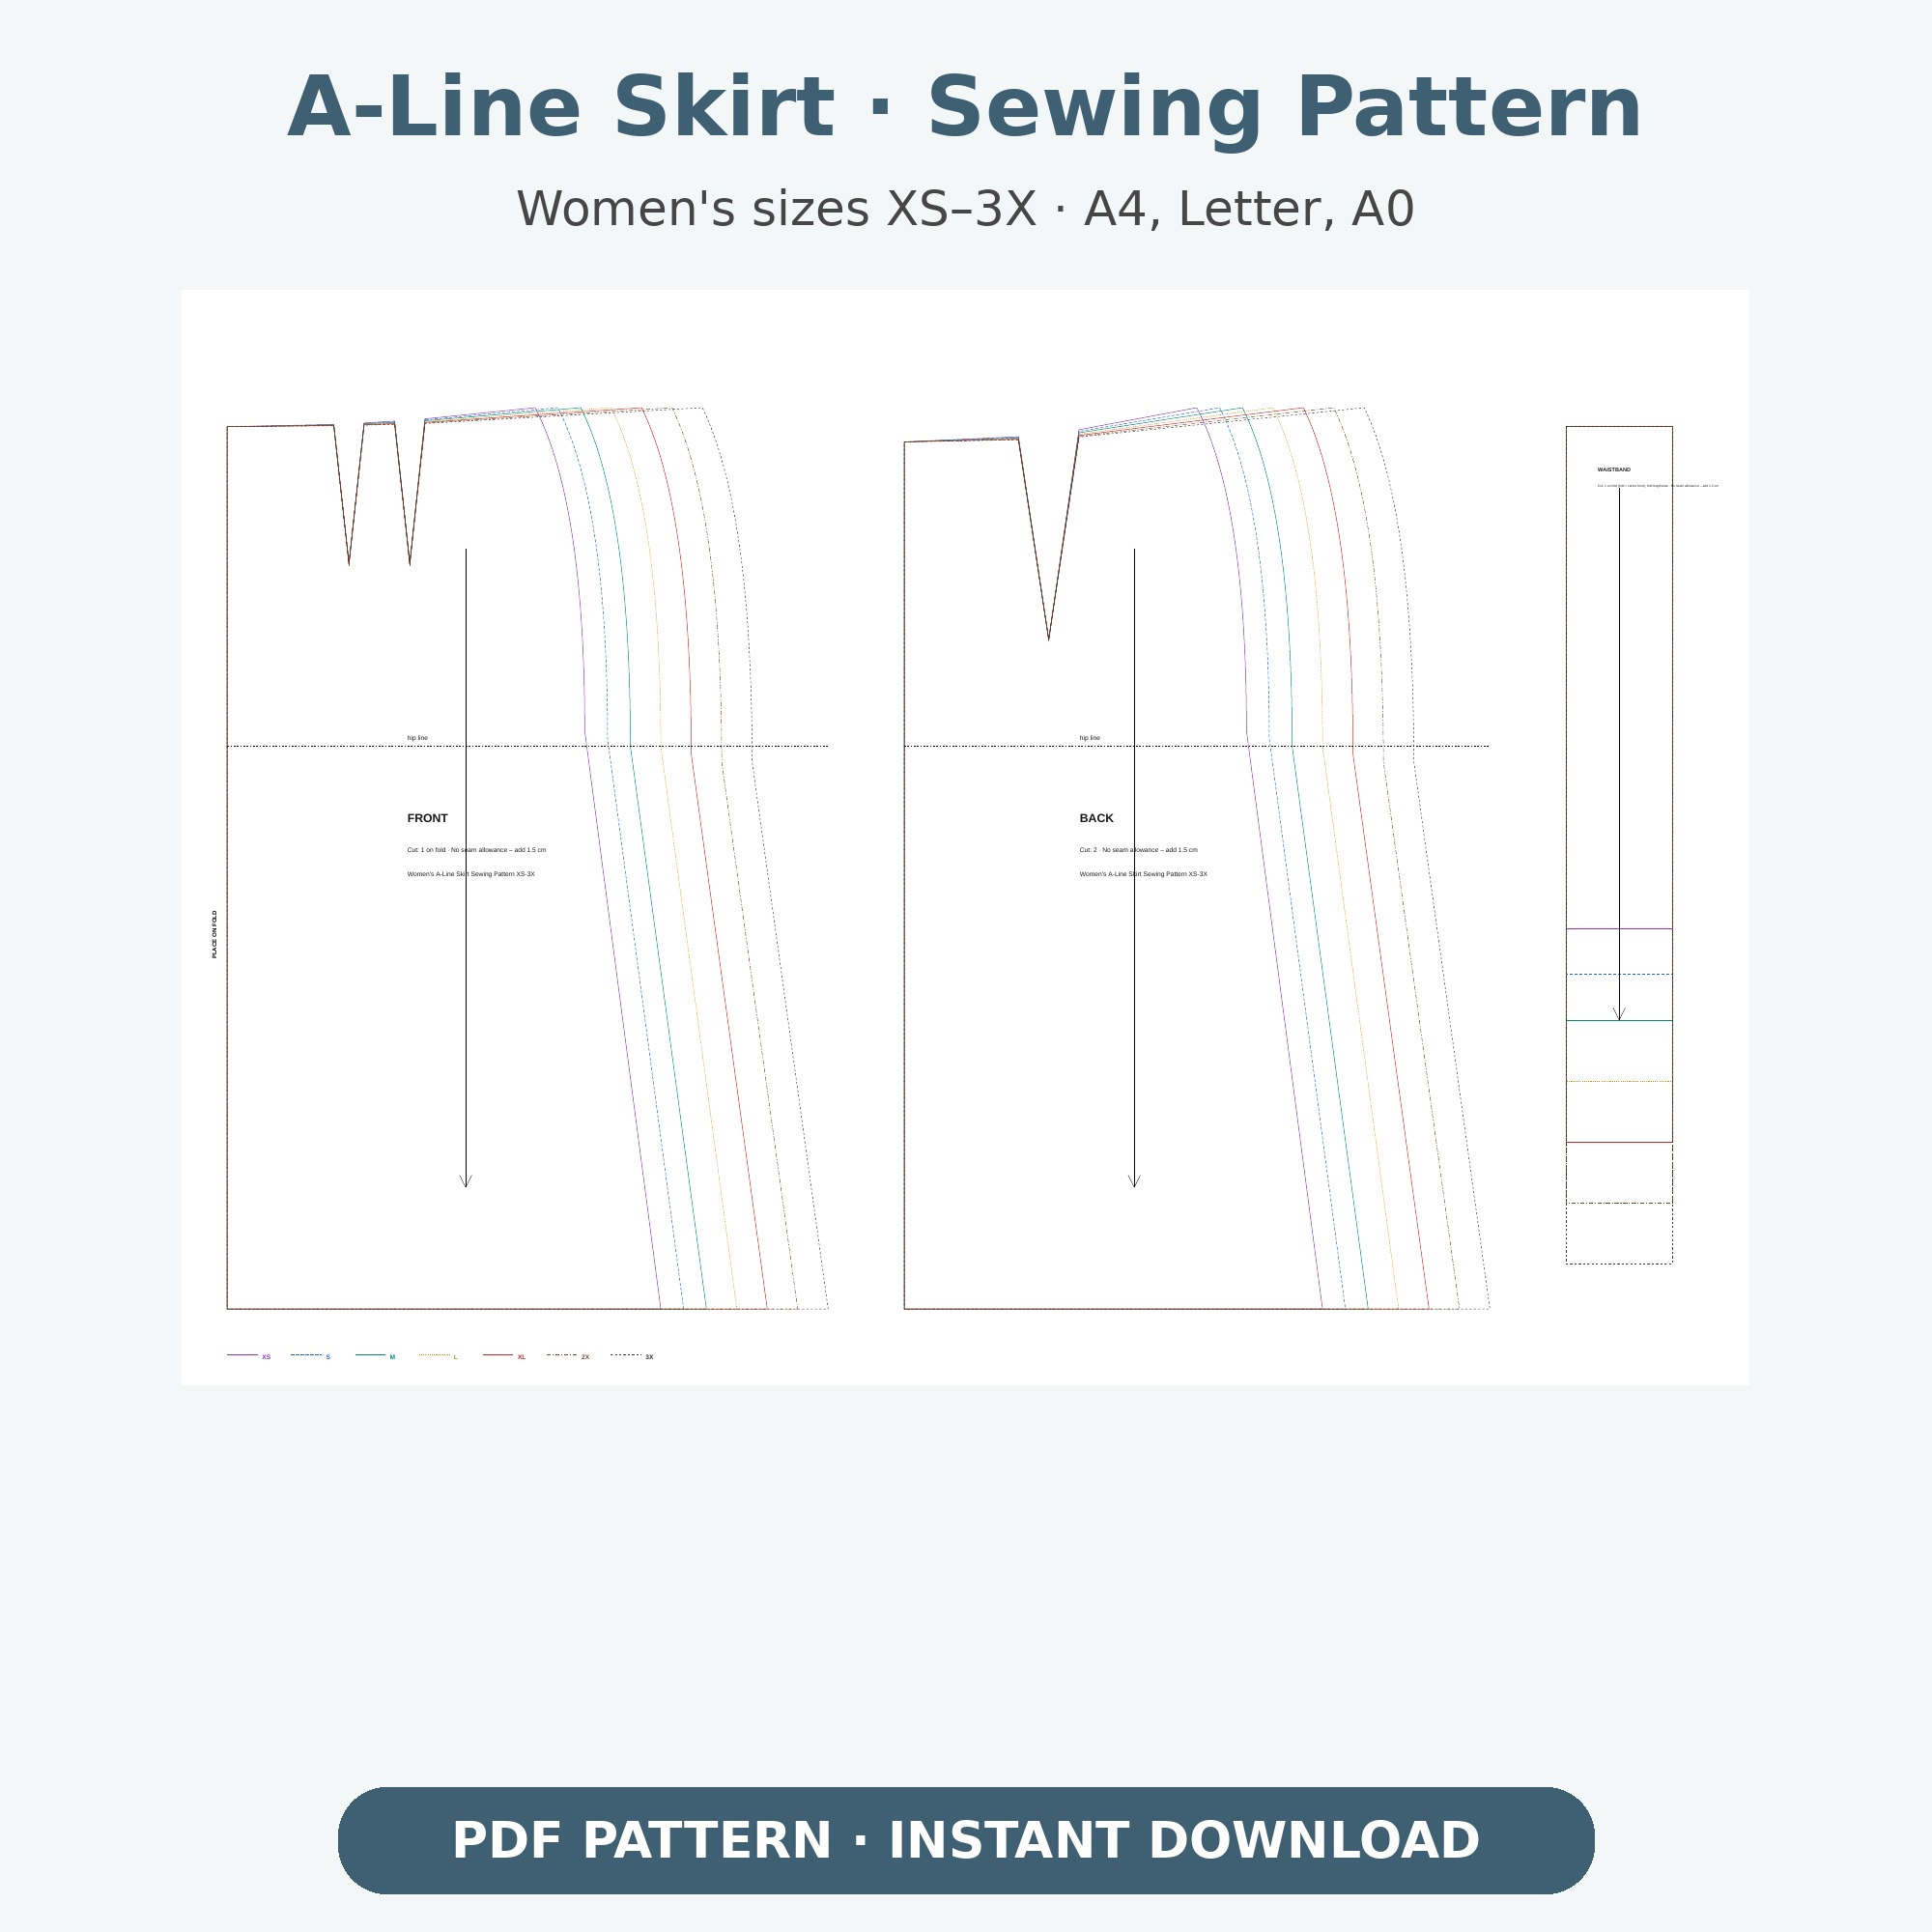 A-Line Skirt · Sewing Pattern
Women's sizes XS–3X · A4, Letter, A0
WAISTBAND
hip line
hip line
FRONT
Cut: 1 on fold · No seam allowance – add 1.5 cm
Women's A-Line Skirt Sewing Pattern XS-3X
BACK
Cut: 2 · No seam allowance – add 1.5 cm
Women's A-Line Skirt Sewing Pattern XS-3X
PLACE ON FOLD
XS S M L XL 2X 3X
PDF PATTERN · INSTANT DOWNLOAD